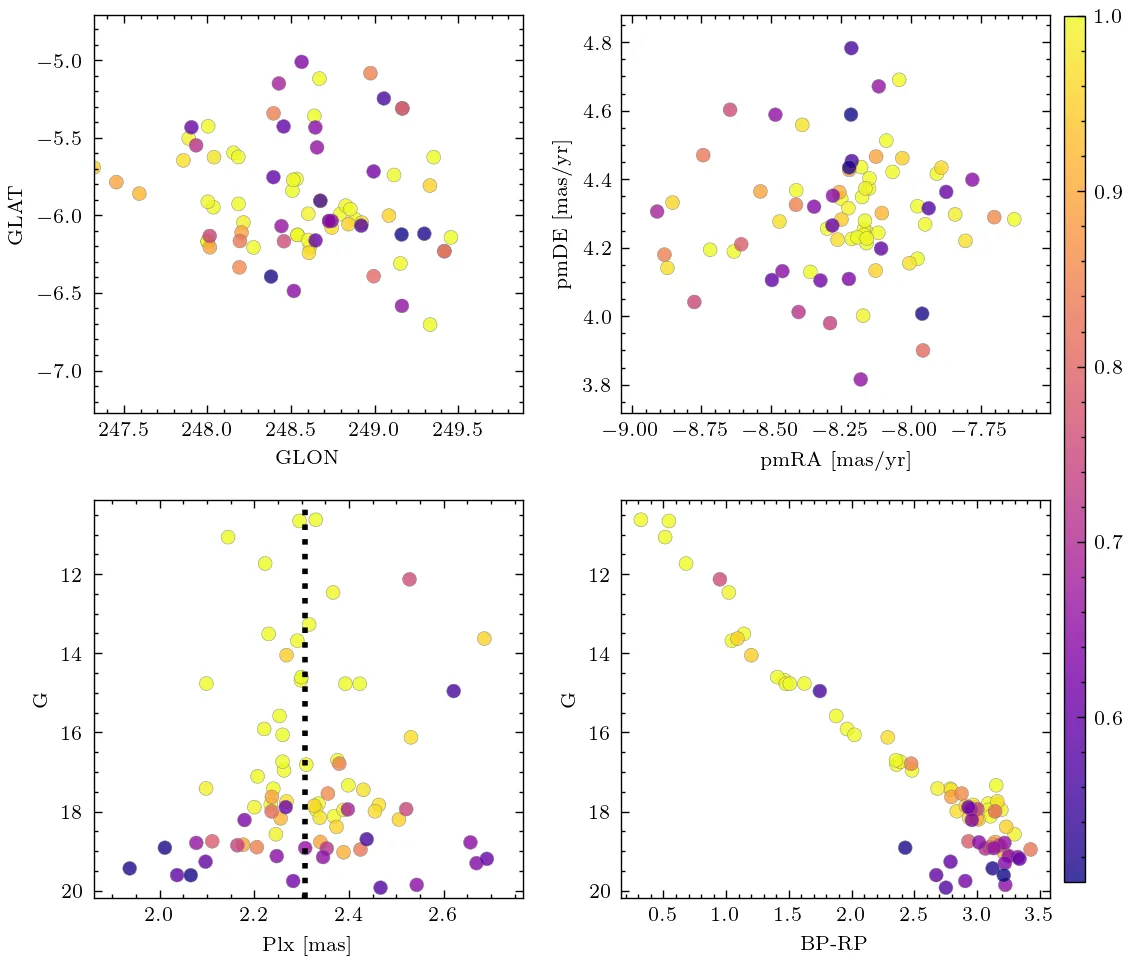 −5.0
−5.5
−6.0
−6.5
−7.0
GLAT
247.5 248.0 248.5 249.0 249.5
GLON
4.8
4.6
4.4
4.2
4.0
3.8
pmDE [mas/yr]
−9.00 −8.75 −8.50 −8.25 −8.00 −7.75
pmRA [mas/yr]
1.0
0.9
0.8
0.7
0.6
12
14
16
18
20
G
2.0 2.2 2.4 2.6
Plx [mas]
12
14
16
18
20
G
0.5 1.0 1.5 2.0 2.5 3.0 3.5
BP-RP